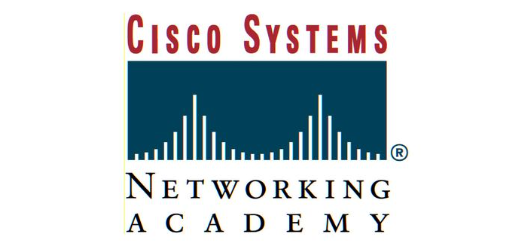 CISCO SYSTEMS
®
NETWORKING
ACADEMY